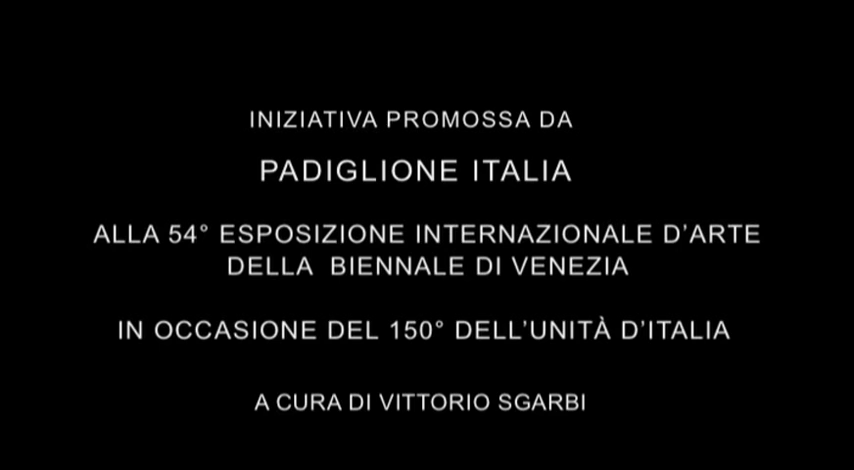 INIZIATIVA PROMOSSA DA
PADIGLIONE ITALIA
ALLA 54° ESPOSIZIONE INTERNAZIONALE D’ARTE
DELLA BIENNALE DI VENEZIA
IN OCCASIONE DEL 150° DELL’UNITÀ D’ITALIA
A CURA DI VITTORIO SGARBI